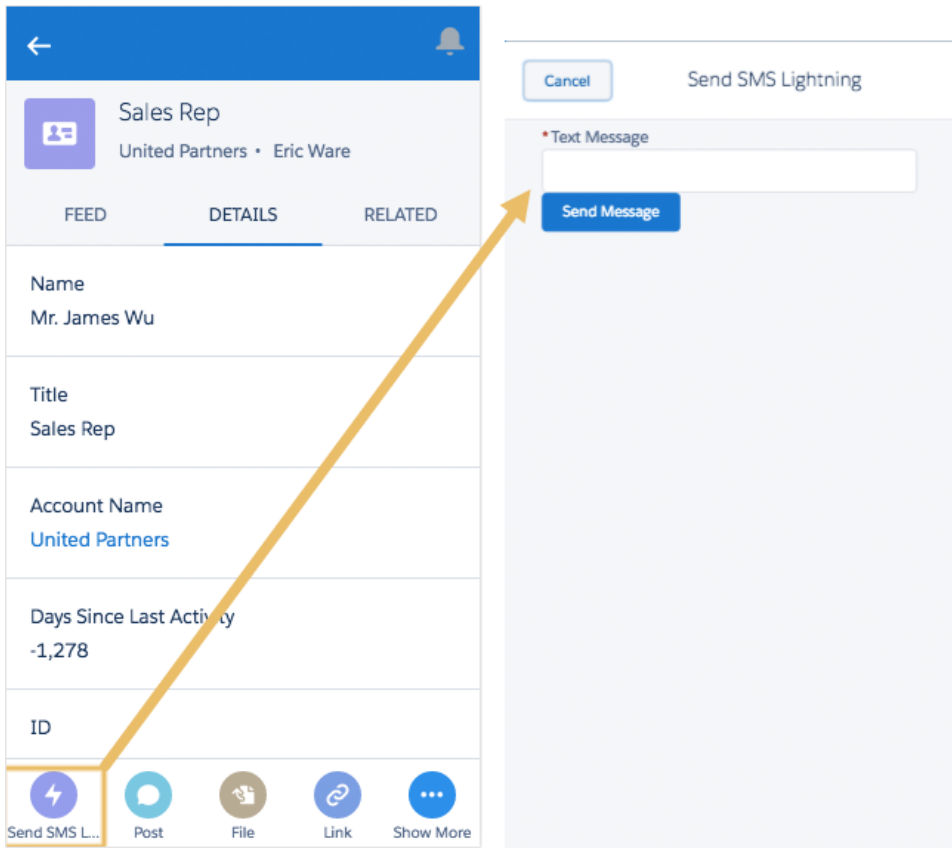 Sales Rep
United Partners • Eric Ware
FEED DETAILS RELATED
Name
Mr. James Wu
Title
Sales Rep
Account Name
United Partners
Days Since Last Activity
-1,278
ID
Send SMS L... Post File Link Show More
Cancel Send SMS Lightning
*Text Message
Send Message